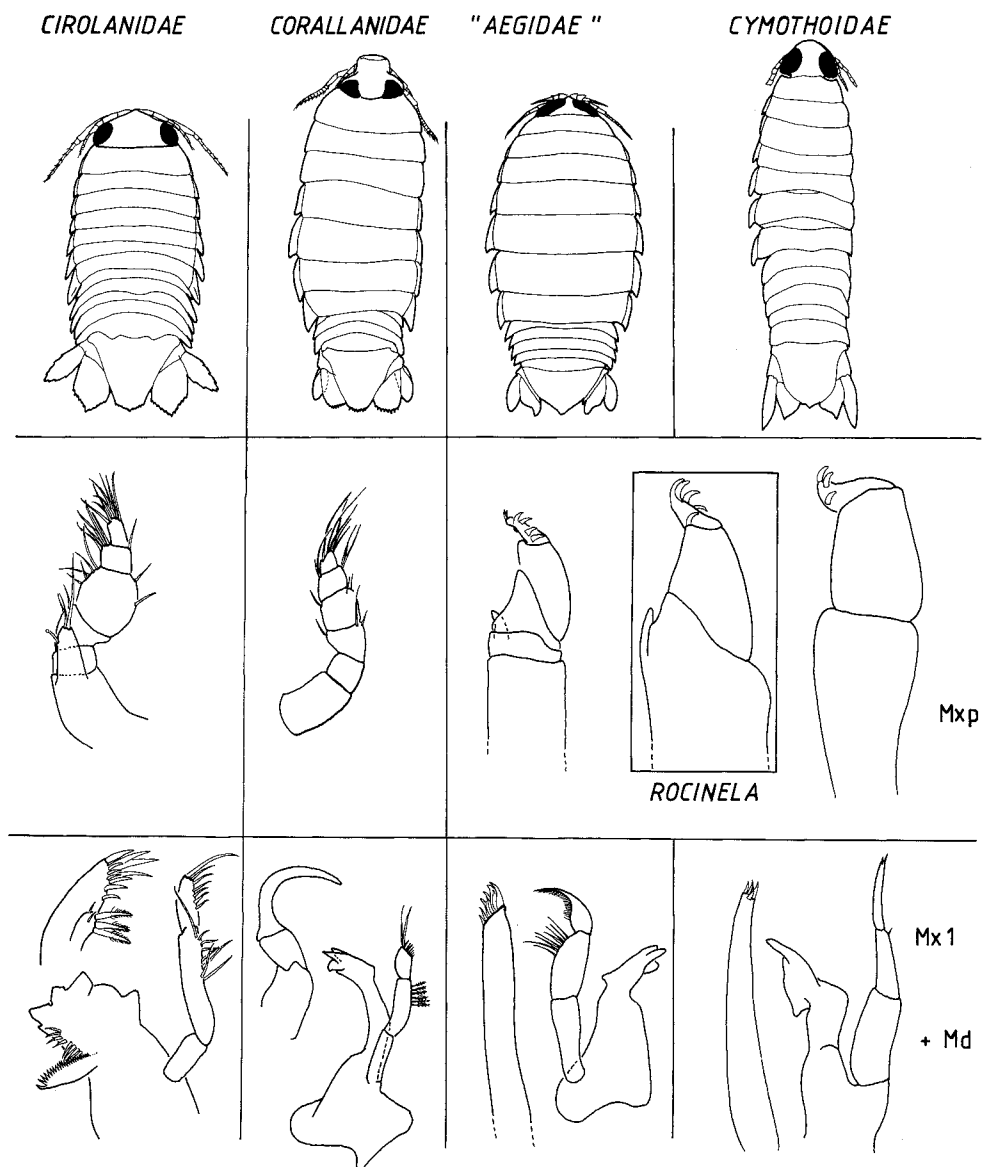 CIROLANIDAE CORALLANIDAE "AEGIDAE" CYMOTHOIDAE
Mxp
ROCINELA
Mx1
+ Md